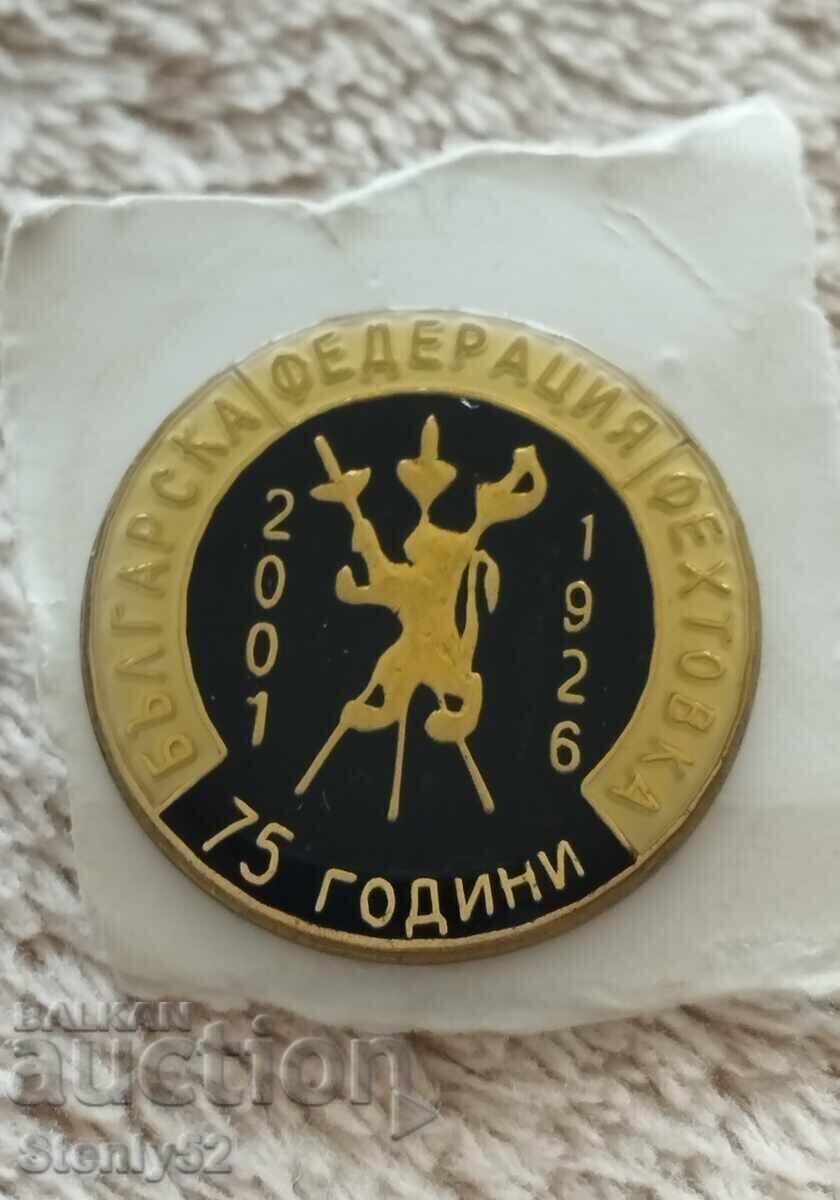 БЪЛГАРСКА ФЕДЕРАЦИЯ ФЕХТОВКА
2001
1926
75 ГОДИНИ
BALKAN
auction
Stenly52